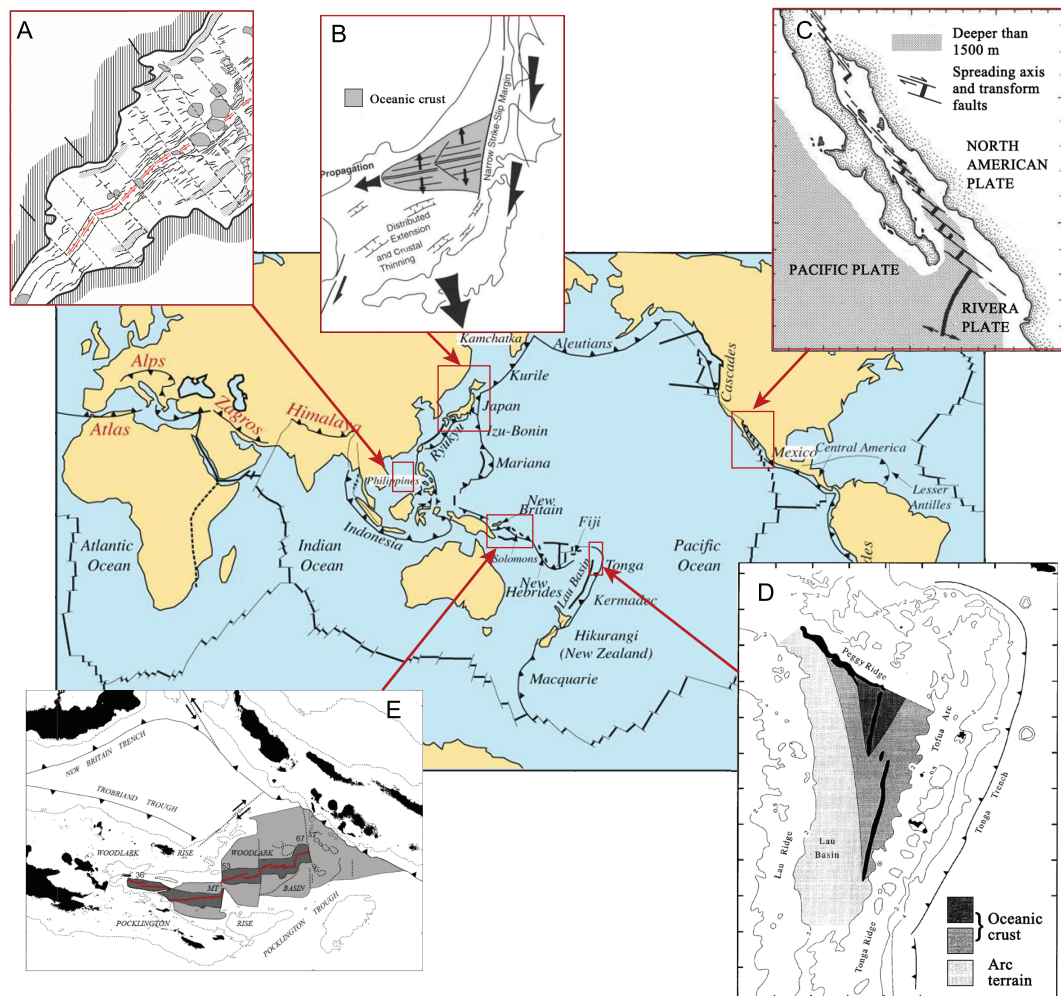 A
B
Oceanic crust
Propagation
Narrow Strike-Slip Margin
Distributed
Extension
and Crustal
Thinning
C
Deeper than
1500 m
Spreading axis
and transform
faults
NORTH
AMERICAN
PLATE
PACIFIC PLATE
RIVERA
PLATE
Kamchatka
Aleutians
Kurile
Cascades
Alps
Zagros
Himalaya
Atlas
Japan
Ryukyu
Izu-Bonin
Mariana
Philippines
Mexico
Central America
Lesser
Antilles
New
Britain
Fiji
Indonesia
Solomons
Atlantic
Ocean
Indian
Ocean
Pacific
Ocean
New
Hebrides
Lau Basin
Tonga
Kermadec
Hikurangi
(New Zealand)
Macquarie
des
D
Peggy Ridge
Tofua Arc
Tonga Trench
Lau Ridge
Lau
Basin
Tonga Ridge
Oceanic
crust
Arc
terrain
E
NEW BRITAIN TRENCH
TROBRIAND TROUGH
WOODLARK
RISE
WOODLARK
BASIN
36
53
67
MT
ST
POCKLINGTON
RISE
POCKLINGTON TROUGH